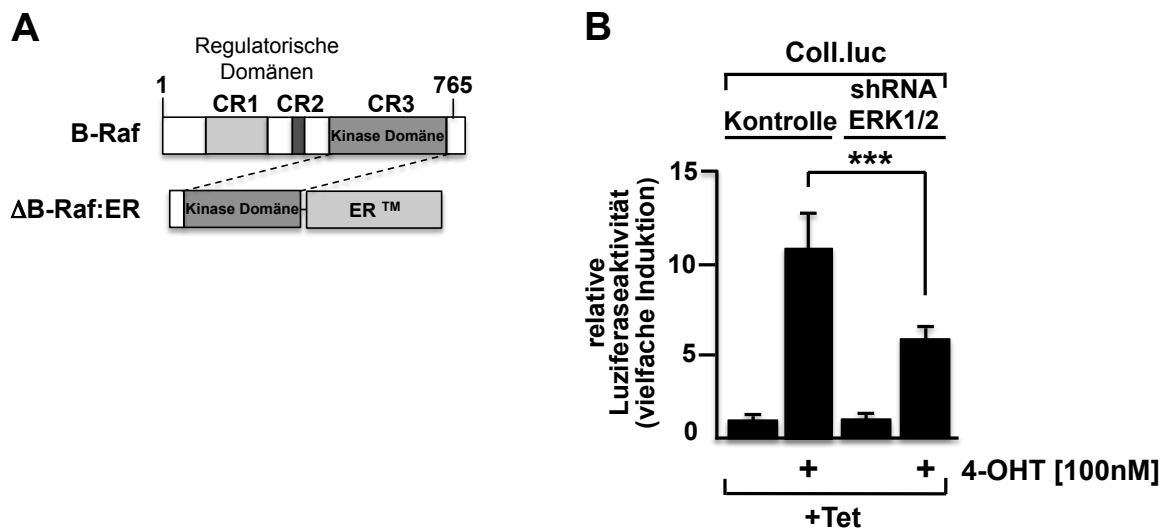 A
Regulatorische
Domänen
1
765
CR1
CR2
CR3
B-Raf
Kinase Domäne
ΔB-Raf:ER
Kinase Domäne
ER TM
B
Coll.luc
Kontrolle
shRNA
ERK1/2
***
15
10
5
0
relative
Luziferaseaktivität
(vielfache Induktion)
+ +
4-OHT [100nM]
+Tet